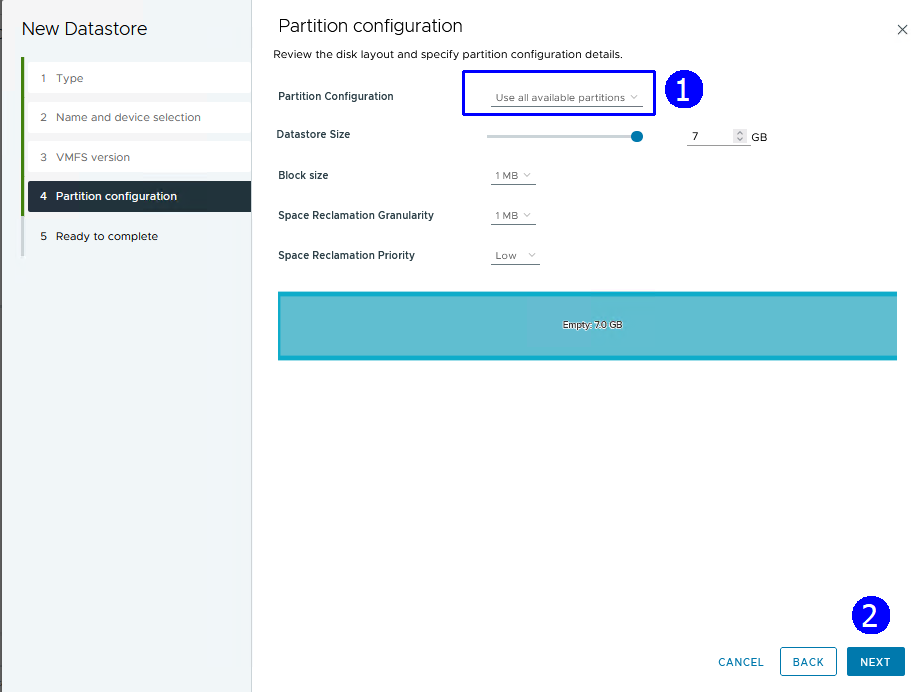 New Datastore
1 Type
2 Name and device selection
3 VMFS version
4 Partition configuration
5 Ready to complete
Partition configuration
Review the disk layout and specify partition configuration details.
Partition Configuration
Use all available partitions
1
Datastore Size
7 GB
Block size
1 MB
Space Reclamation Granularity
1 MB
Space Reclamation Priority
Low
Empty: 7.0 GB
2
CANCEL
BACK
NEXT